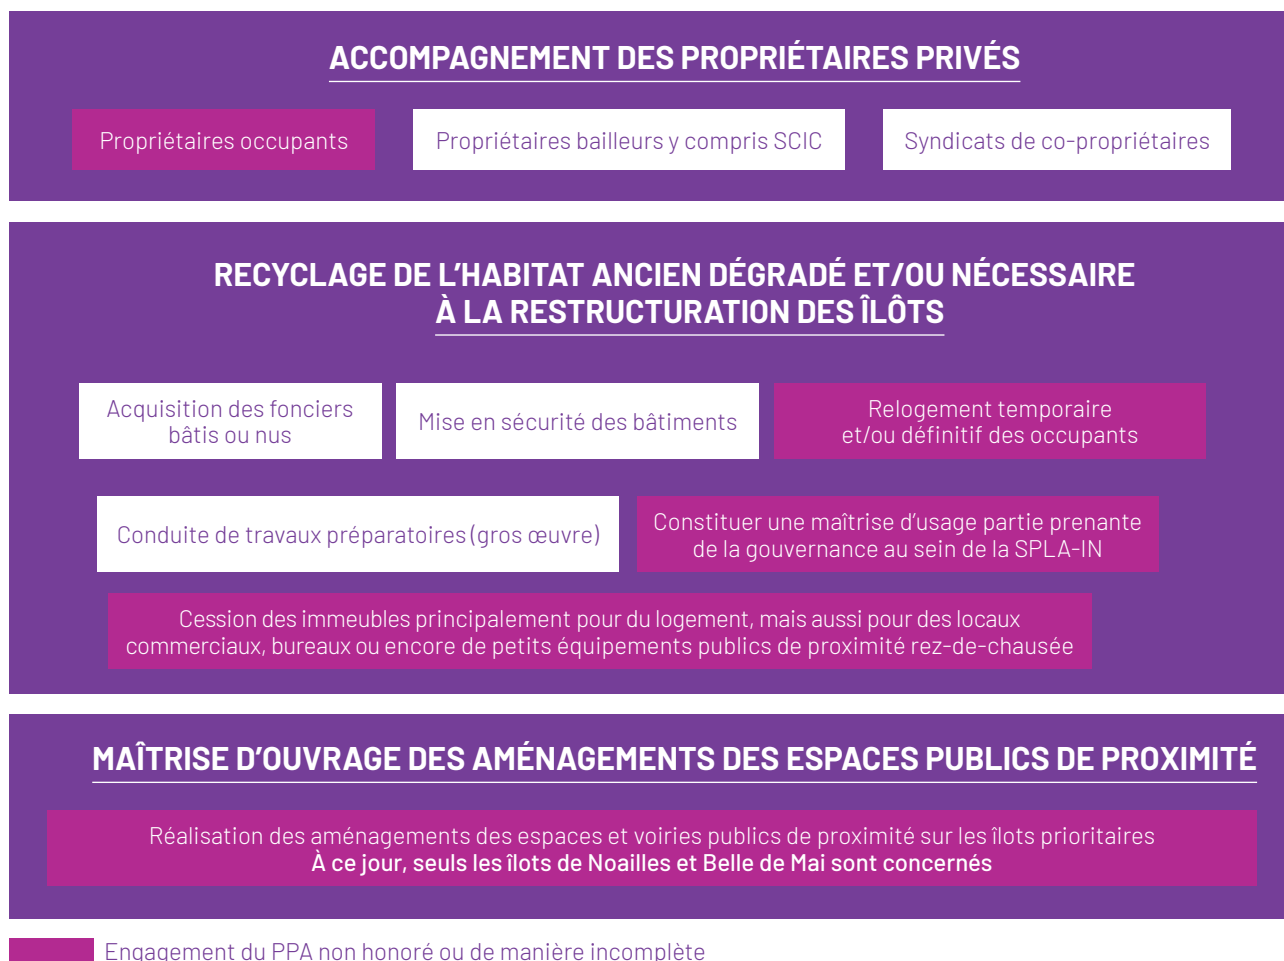 ACCOMPAGNEMENT DES PROPRIÉTAIRES PRIVÉS
Propriétaires occupants
Propriétaires bailleurs y compris SCIC
Syndicats de co-propriétaires
RECYCLAGE DE L'HABITAT ANCIEN DÉGRADÉ ET/OU NÉCESSAIRE
À LA RESTRUCTURATION DES ÎLÔTS
Acquisition des fonciers
bâtis ou nus
Mise en sécurité des bâtiments
Relogement temporaire
et/ou définitif des occupants
Conduite de travaux préparatoires (gros œuvre)
Constituer une maîtrise d'usage partie prenante
de la gouvernance au sein de la SPLA-IN
Cession des immeubles principalement pour du logement, mais aussi pour des locaux
commerciaux, bureaux ou encore de petits équipements publics de proximité rez-de-chausée
MAÎTRISE D'OUVRAGE DES AMÉNAGEMENTS DES ESPACES PUBLICS DE PROXIMITÉ
Réalisation des aménagements des espaces et voiries publics de proximité sur les îlots prioritaires
À ce jour, seuls les îlots de Noailles et Belle de Mai sont concernés
Engagement du PPA non honoré ou de manière incomplète